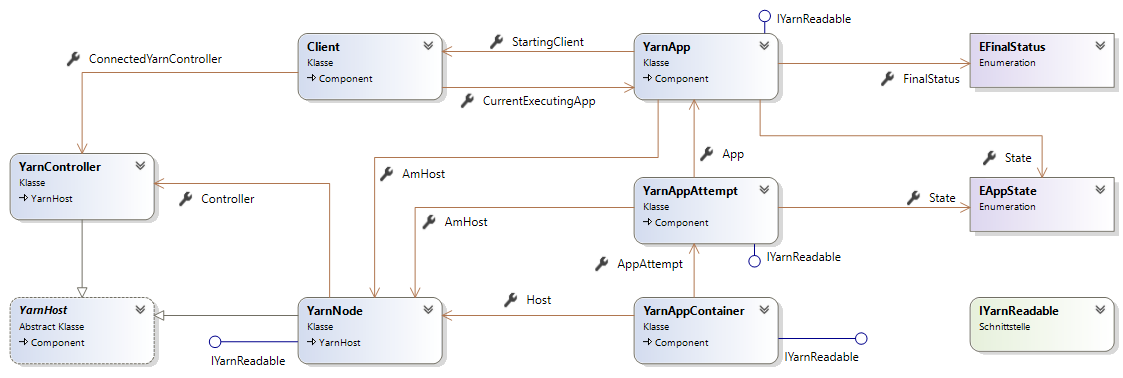 IYarnReadable
Client
Klasse
Component
StartingClient
YarnApp
Klasse
Component
EFinalStatus
Enumeration
ConnectedYarnController
FinalStatus
CurrentExecutingApp
YarnController
Klasse
YarnHost
App
State
AmHost
YarnAppAttempt
Klasse
Component
EAppState
Enumeration
Controller
State
AmHost
IYarnReadable
AppAttempt
YarnHost
Abstract Klasse
Component
YarnNode
Klasse
YarnHost
Host
YarnAppContainer
Klasse
Component
IYarnReadable
Schnittstelle
IYarnReadable
IYarnReadable